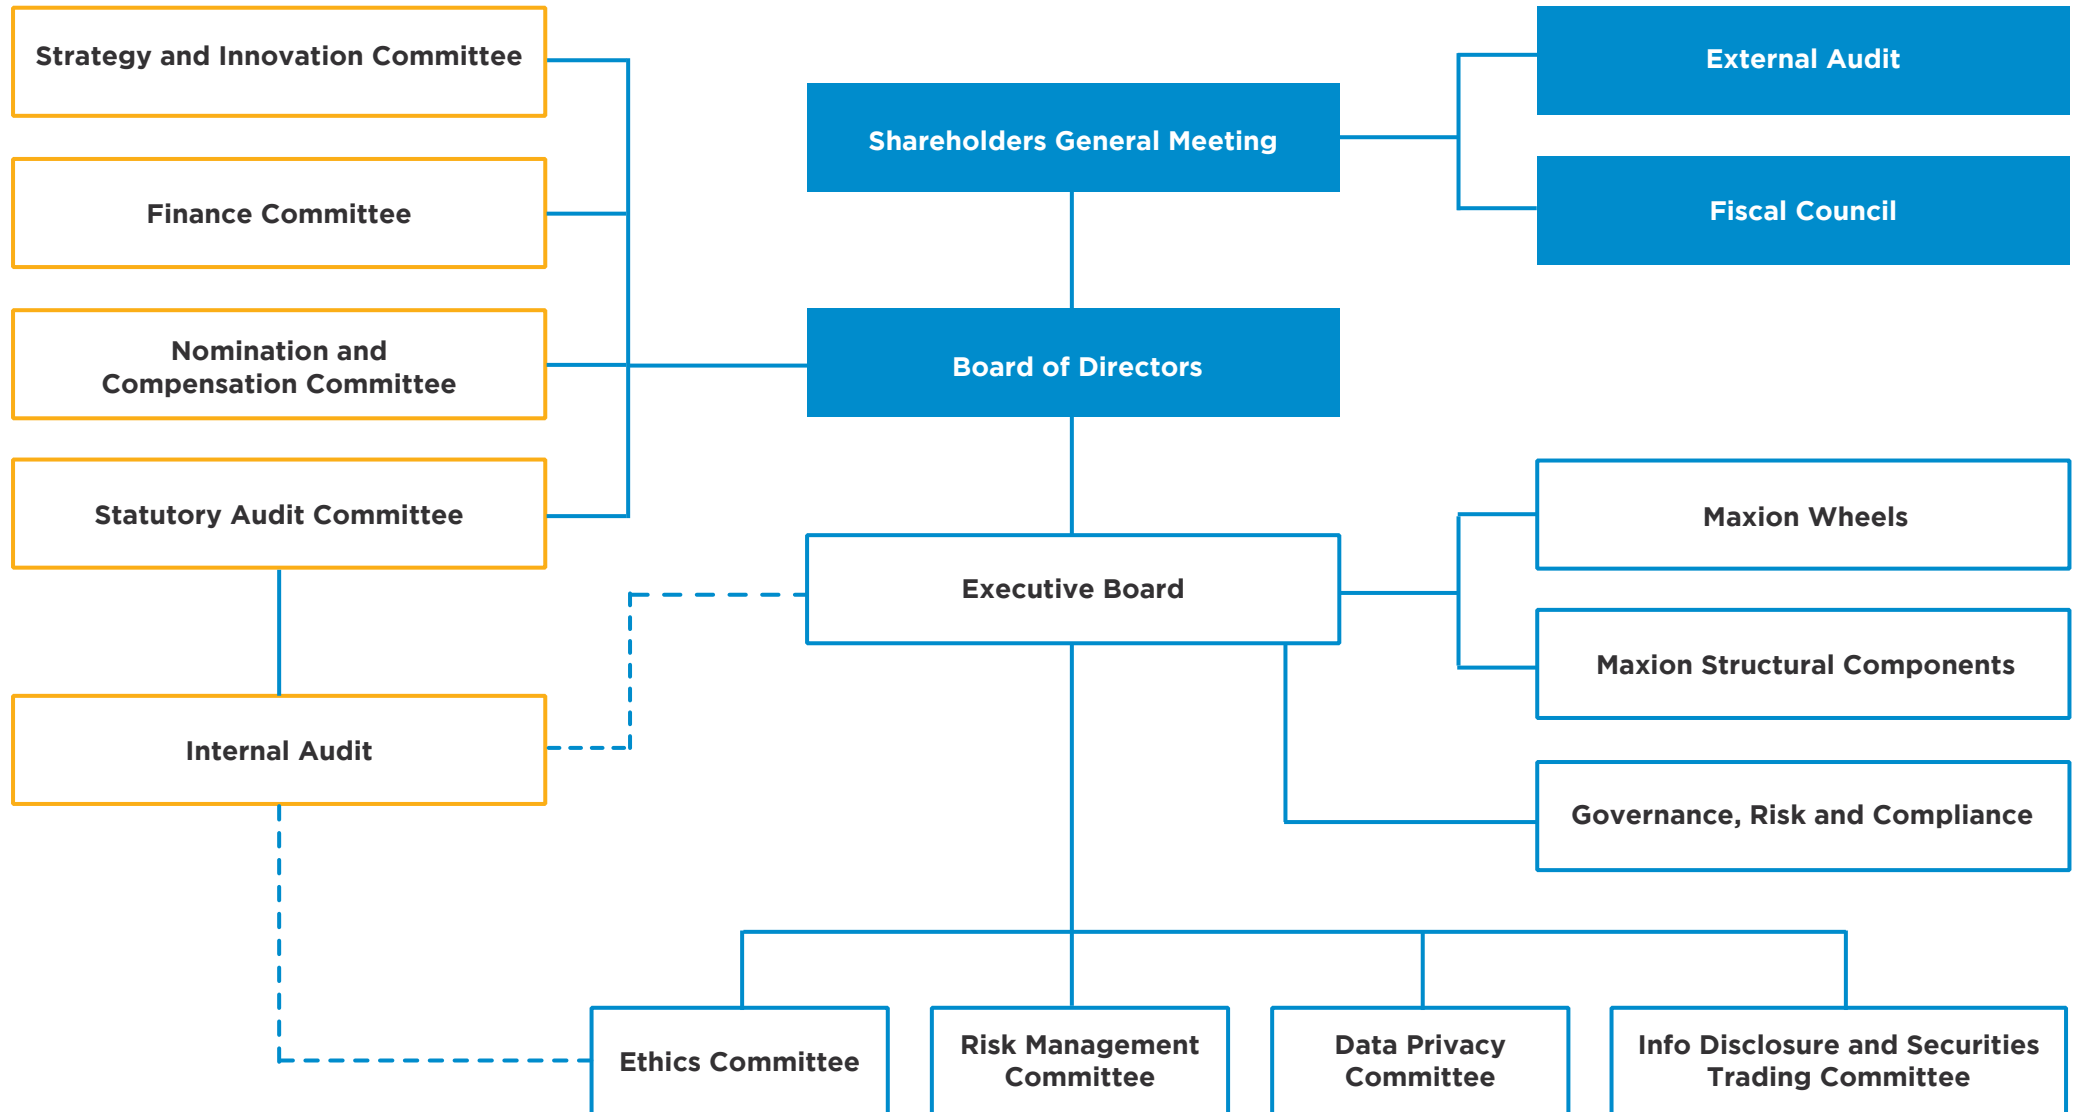 Strategy and Innovation Committee
External Audit
Shareholders General Meeting
Finance Committee
Fiscal Council
Nomination and
Compensation Committee
Board of Directors
Statutory Audit Committee
Maxion Wheels
Executive Board
Maxion Structural Components
Internal Audit
Governance, Risk and Compliance
Ethics Committee
Risk Management
Committee
Data Privacy
Committee
Info Disclosure and Securities
Trading Committee